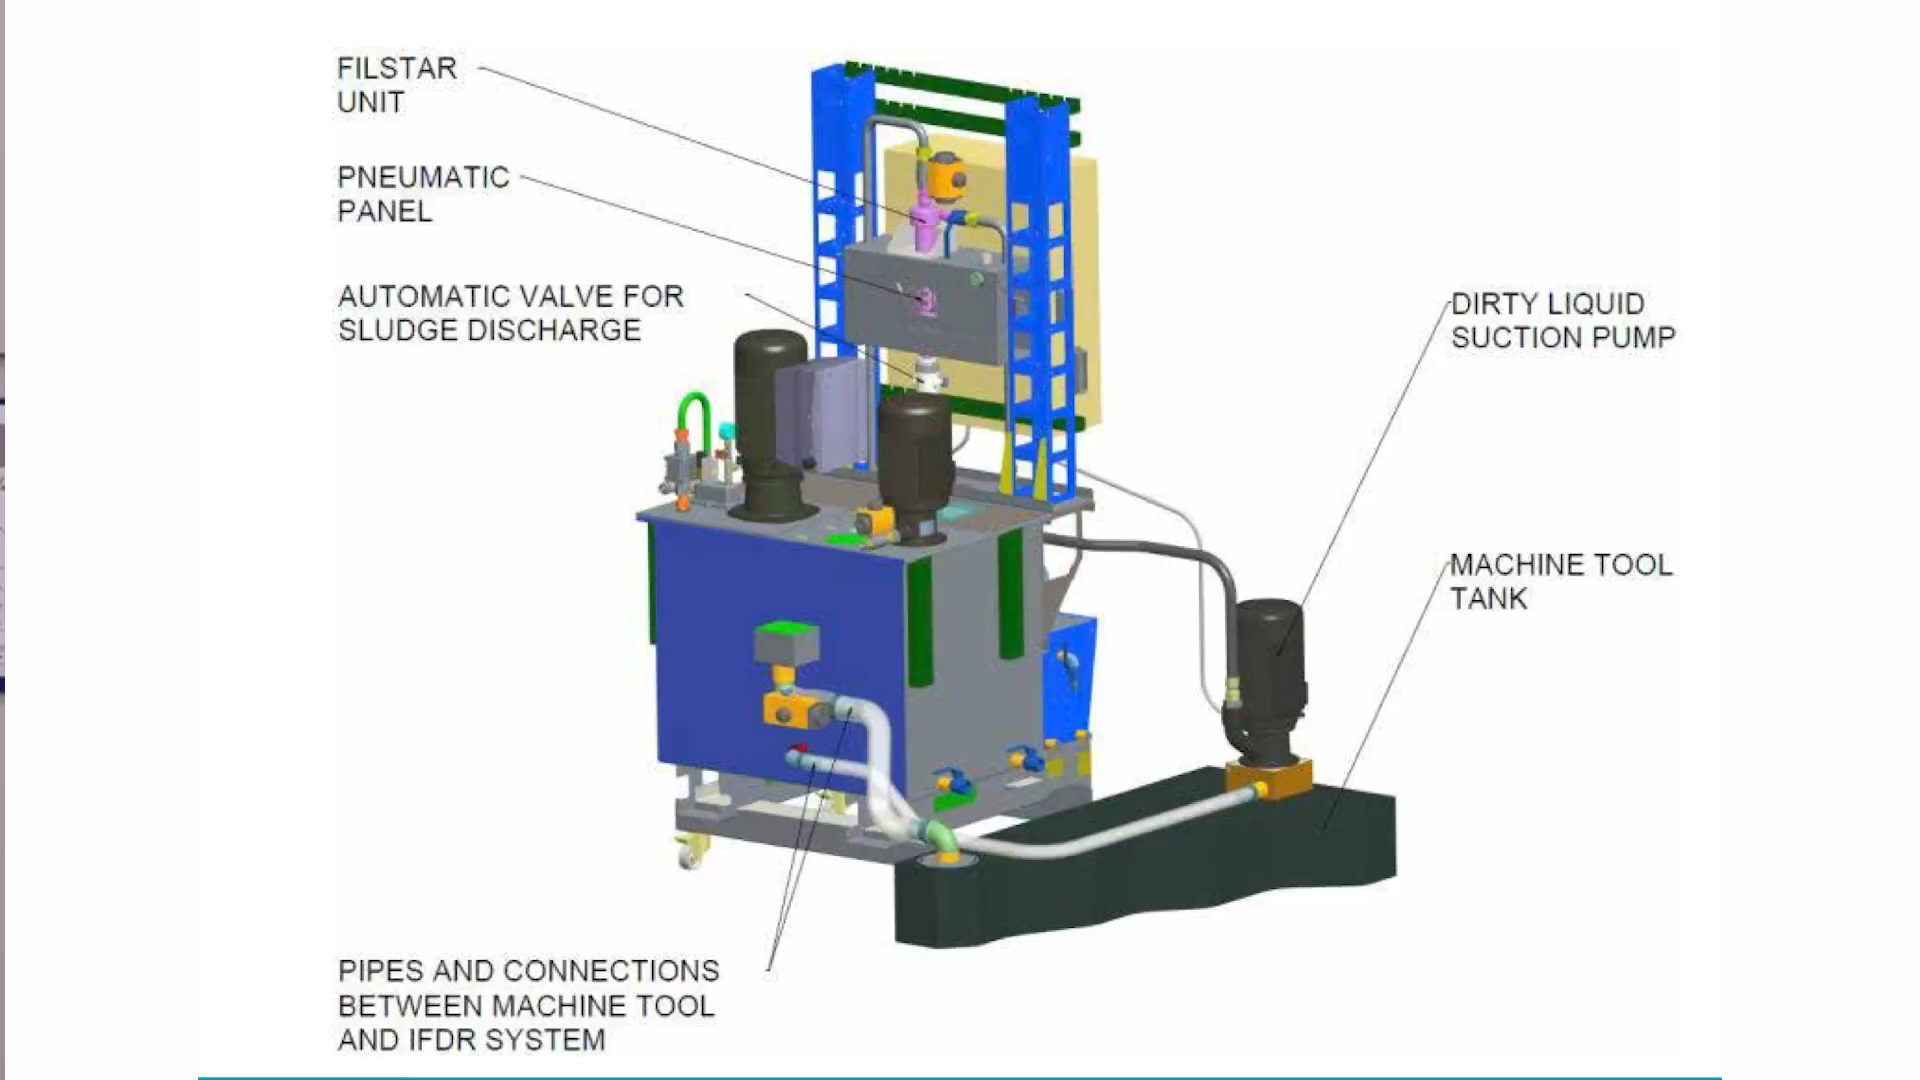 FILSTAR
UNIT
PNEUMATIC
PANEL
AUTOMATIC VALVE FOR
SLUDGE DISCHARGE
DIRTY LIQUID
SUCTION PUMP
MACHINE TOOL
TANK
PIPES AND CONNECTIONS
BETWEEN MACHINE TOOL
AND IFDR SYSTEM